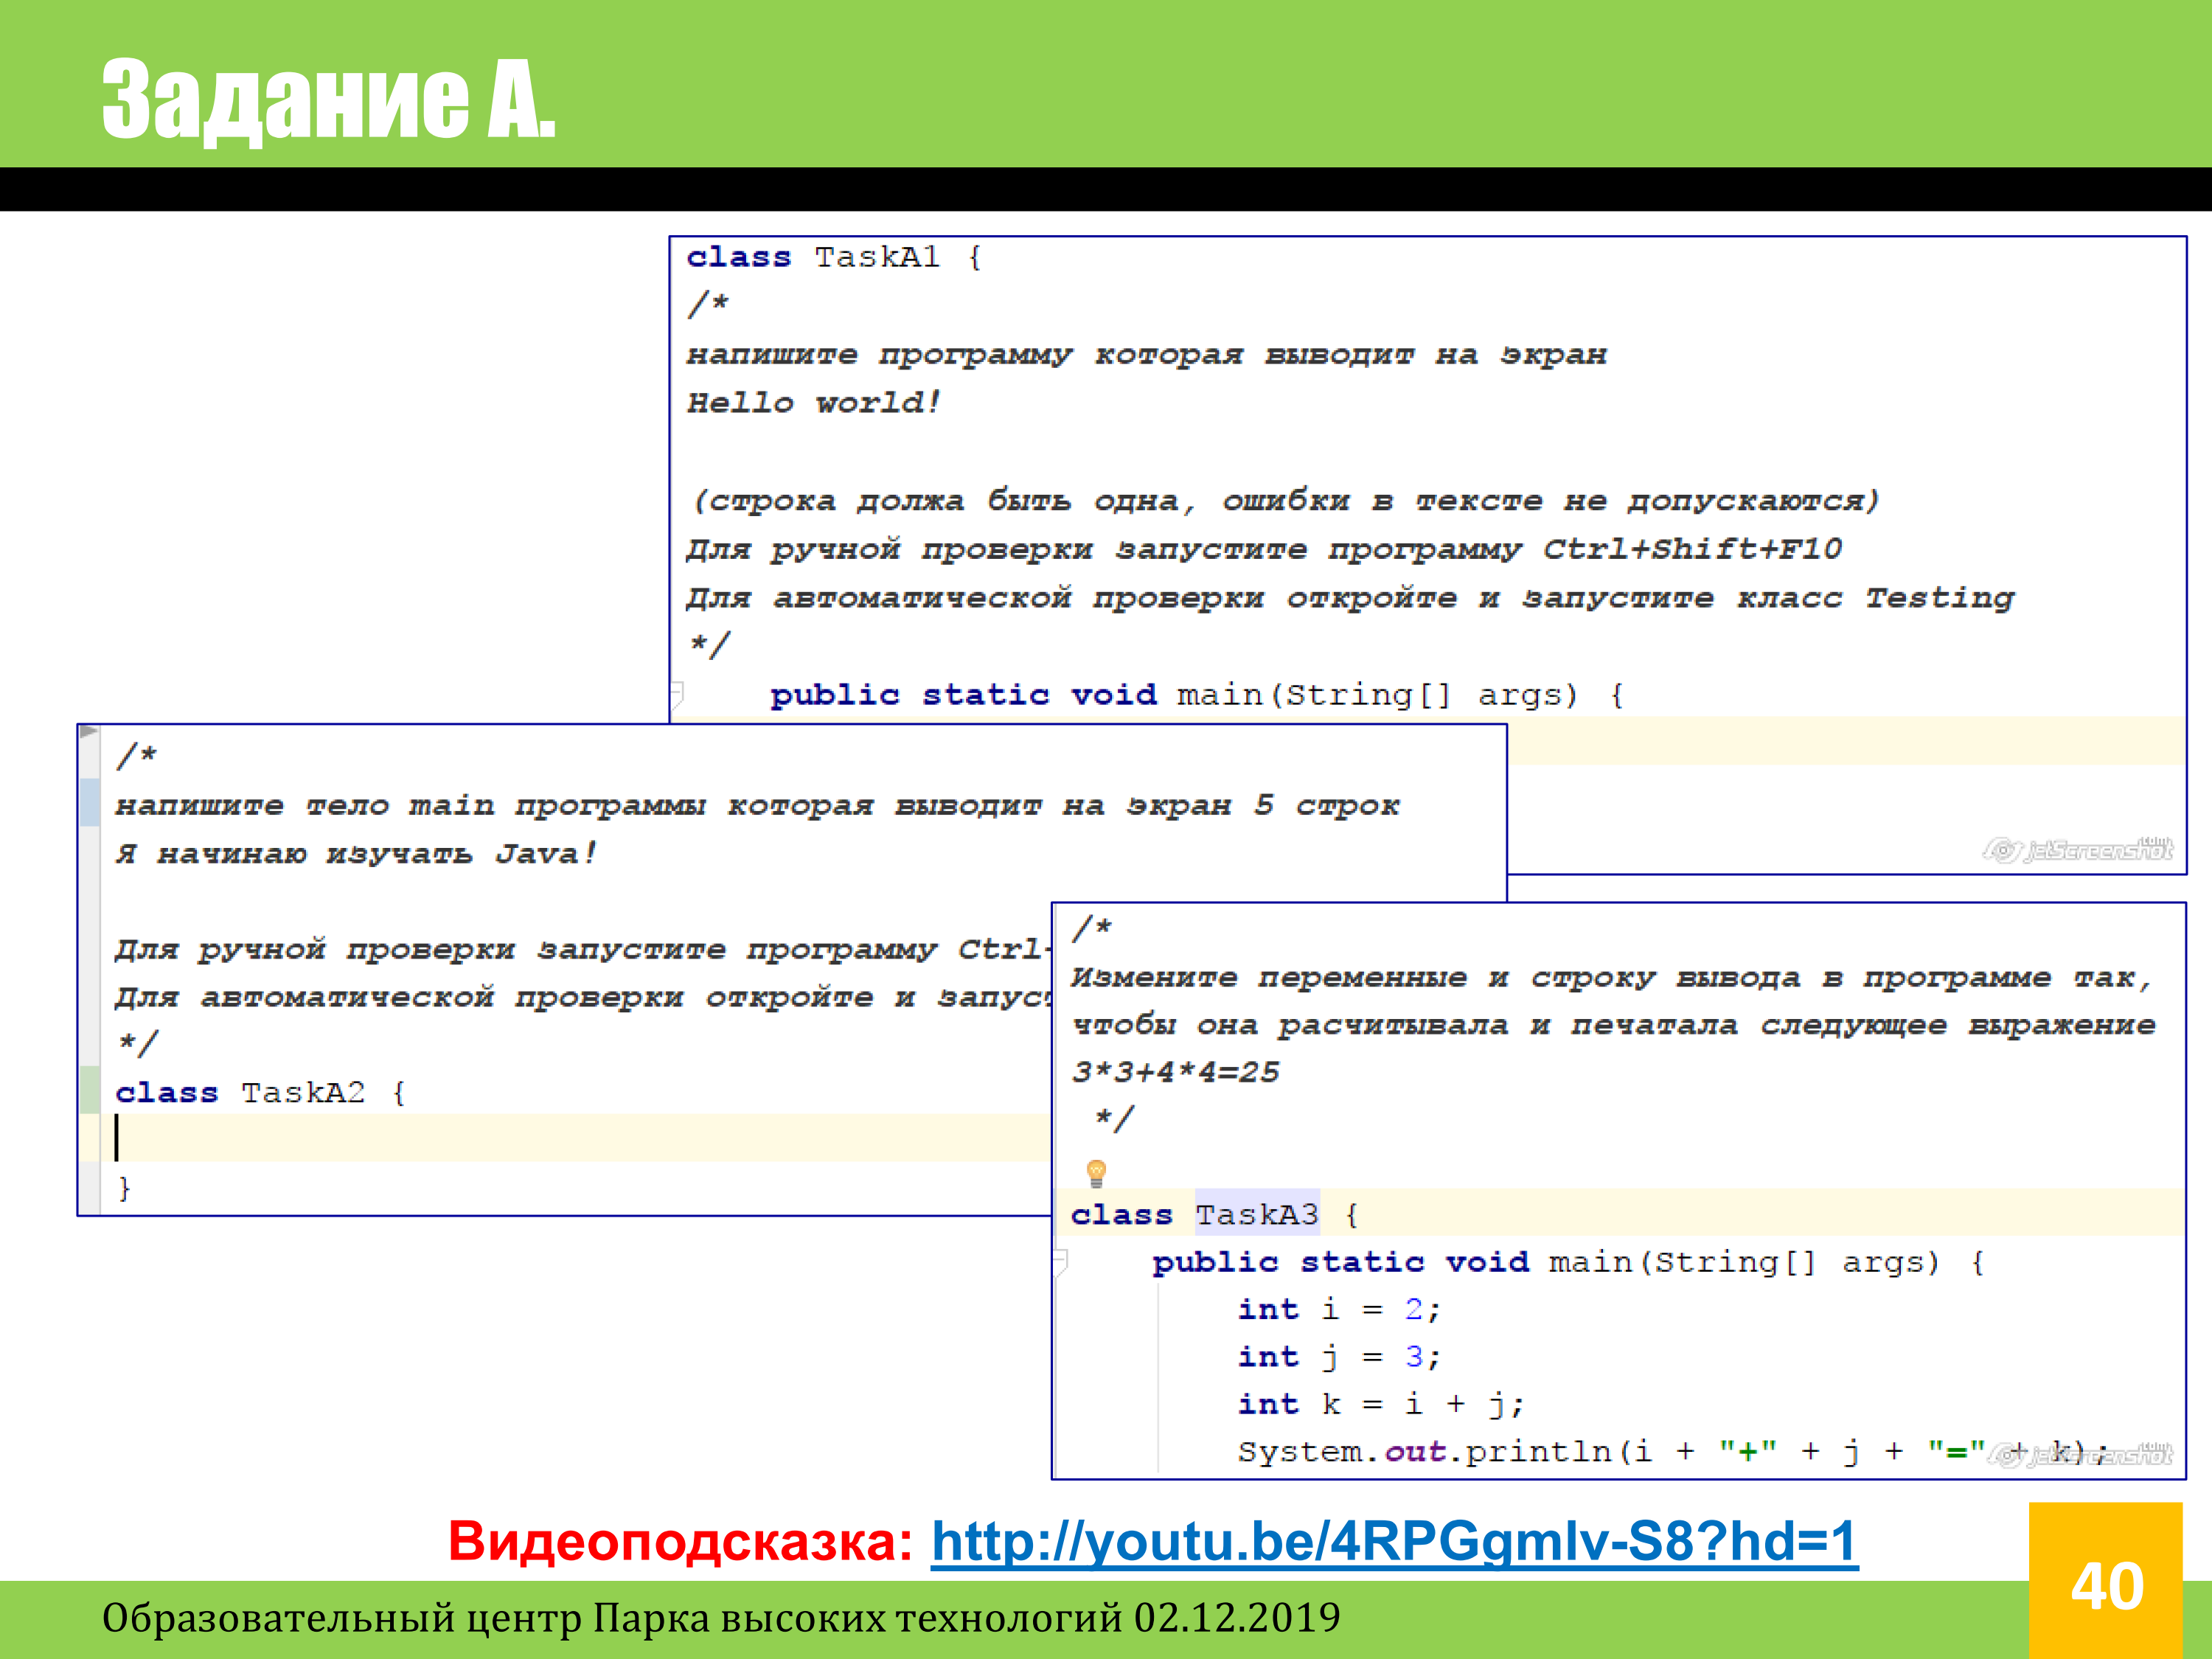 Задание А.
class TaskA1 {
/*
напишите программу которая выводит на экран
Hello world!
(строка должа быть одна, ошибки в тексте не допускаются)
Для ручной проверки запустите программу Ctrl+Shift+F10
Для автоматической проверки откройте и запустите класс Testing
*/
public static void main(String[] args) {
jetScreenshot
/*
напишите тело main программы которая выводит на экран 5 строк
Я начинаю изучать Java!
Для ручной проверки запустите программу Ctrl-
Для автоматической проверки откройте и запуст
*/
class TaskA2 {
}
/*
Измените переменные и строку вывода в программе так,
чтобы она расчитывала и печатала следующее выражение
3*3+4*4=25
*/
class TaskA3 {
public static void main(String[] args) {
int i = 2;
int j = 3;
int k = i + j;
System.out.println(i + "+" + j + "=" + k);
jetScreenshot
Видеоподсказка: http://youtu.be/4RPGgmlv-S8?hd=1
Образовательный центр Парка высоких технологий 02.12.2019
40